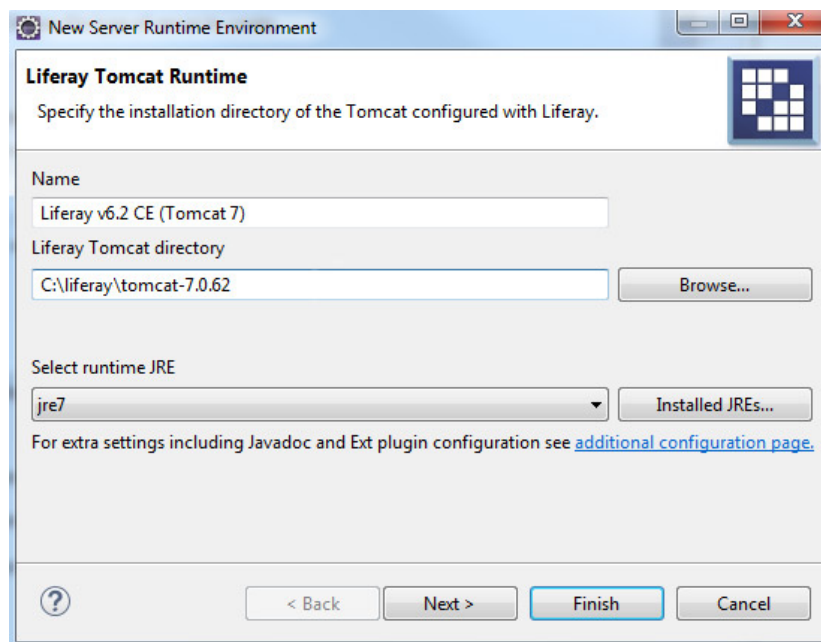 New Server Runtime Environment
Liferay Tomcat Runtime
Specify the installation directory of the Tomcat configured with Liferay.
Name
Liferay v6.2 CE (Tomcat 7)
Liferay Tomcat directory
C:\liferay\tomcat-7.0.62
Browse...
Select runtime JRE
jre7
Installed JREs...
For extra settings including Javadoc and Ext plugin configuration see additional configuration page.
?
< Back
Next >
Finish
Cancel